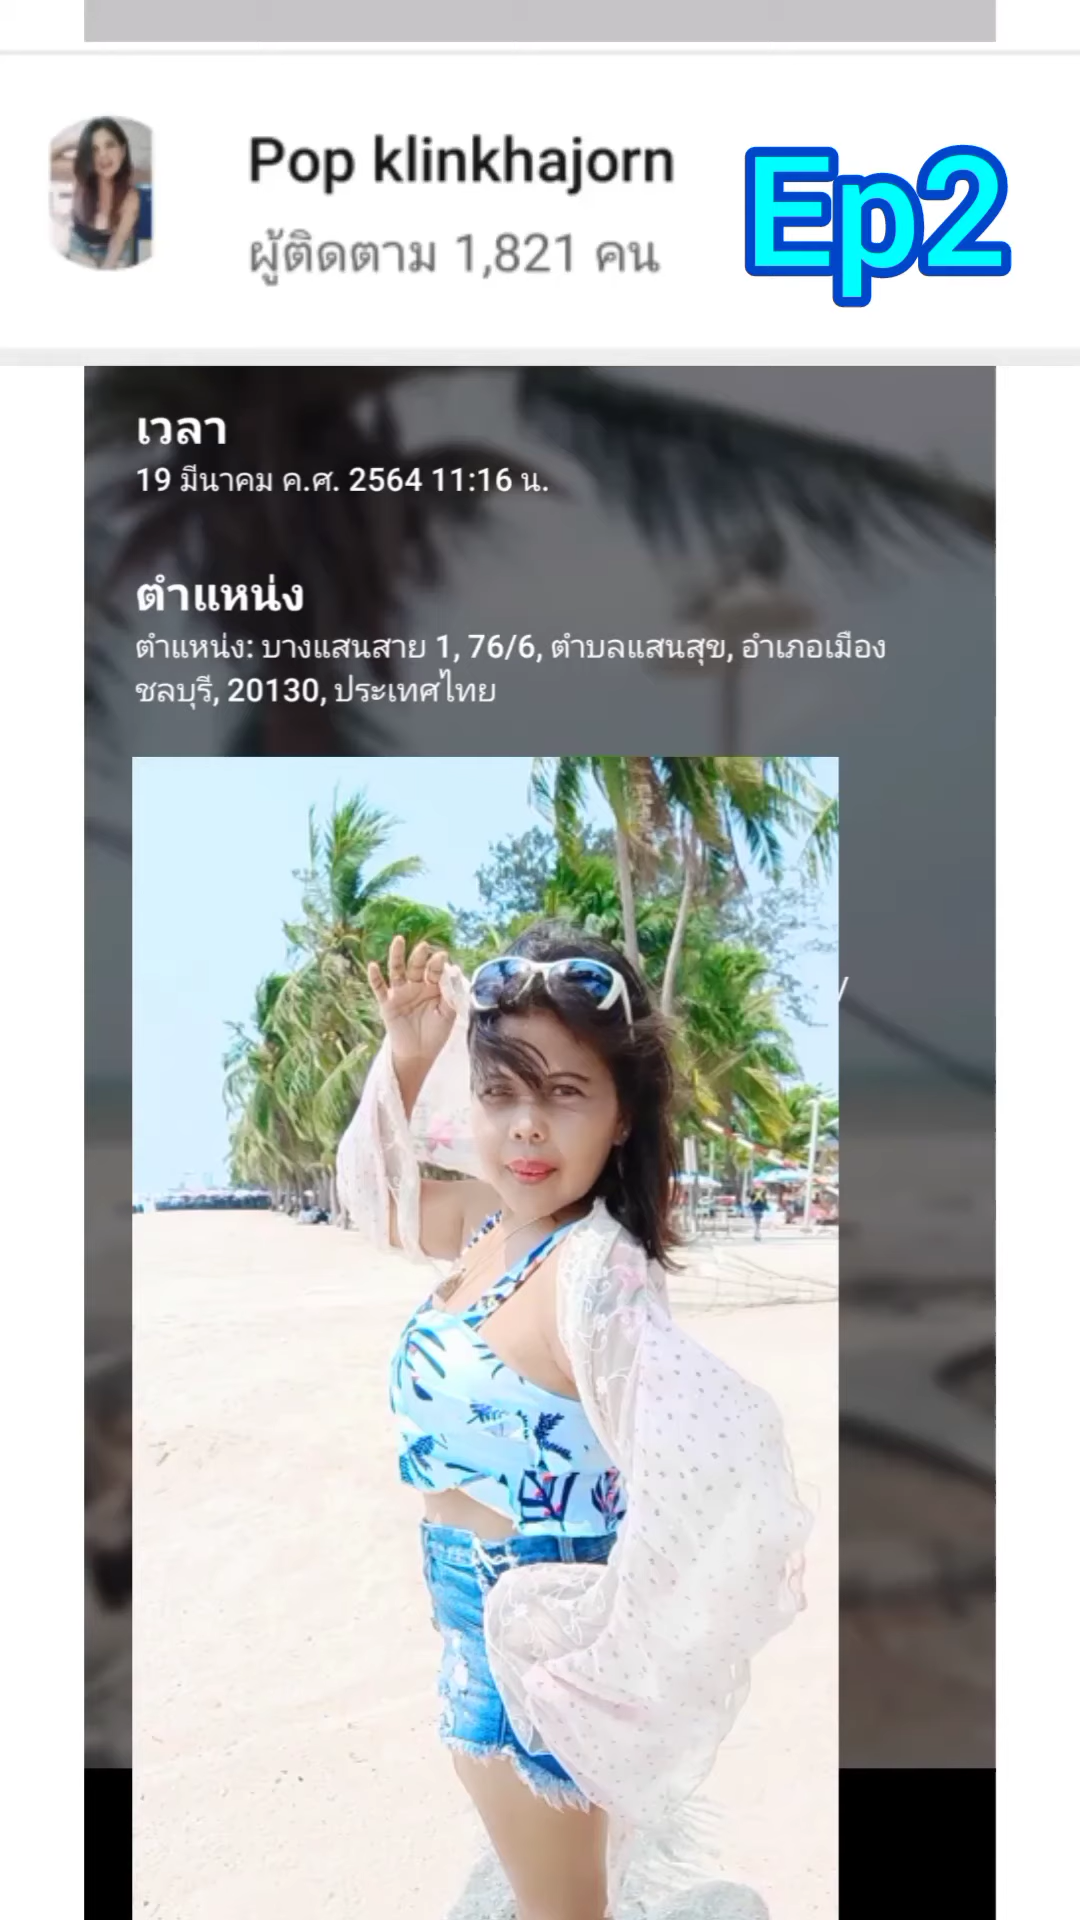 Pop klinkhajorn
ผู้ติดตาม 1,821 คน
Ep2
เวลา
19 มีนาคม ค.ศ. 2564 11:16 น.
ตำแหน่ง
ตำแหน่ง: บางแสนสาย 1, 76/6, ตำบลแสนสุข, อำเภอเมือง
ชลบุรี, 20130, ประเทศไทย
/